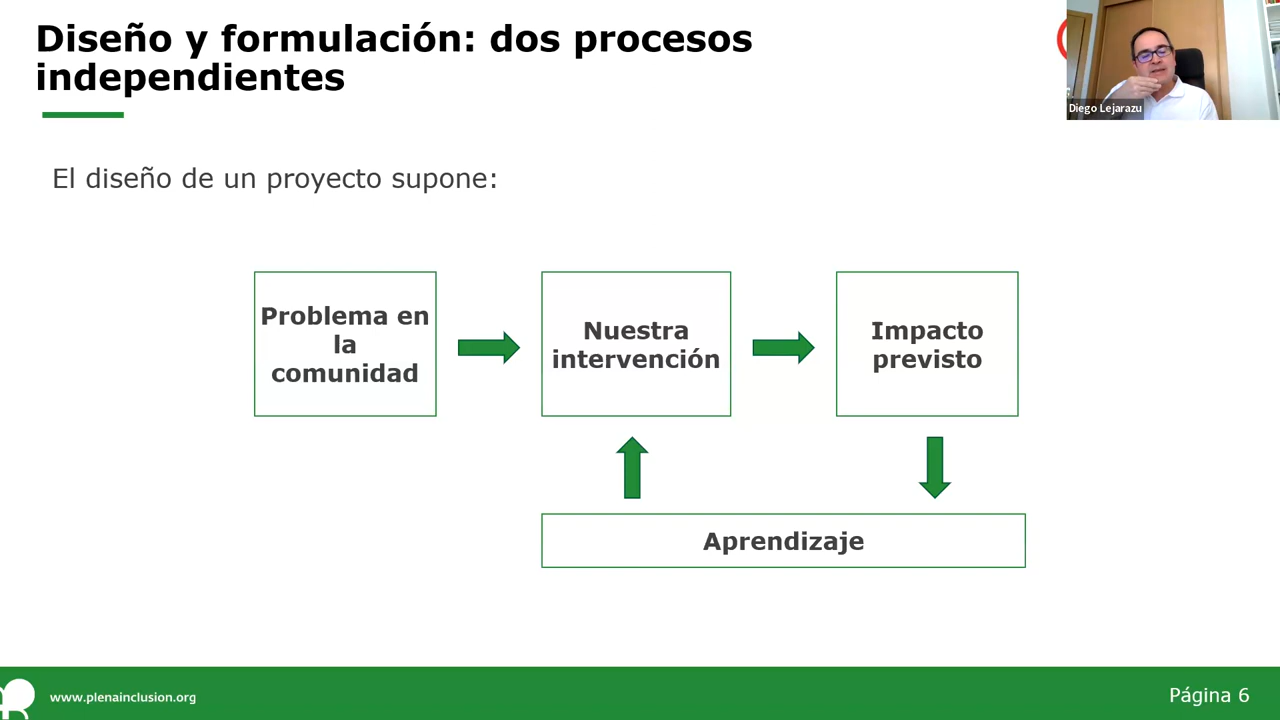 Diseño y formulación: dos procesos
independientes
Diego Lejarazu
El diseño de un proyecto supone:
Problema en
la
comunidad
Nuestra
intervención
Impacto
previsto
Aprendizaje
www.plenainclusion.org
Página 6